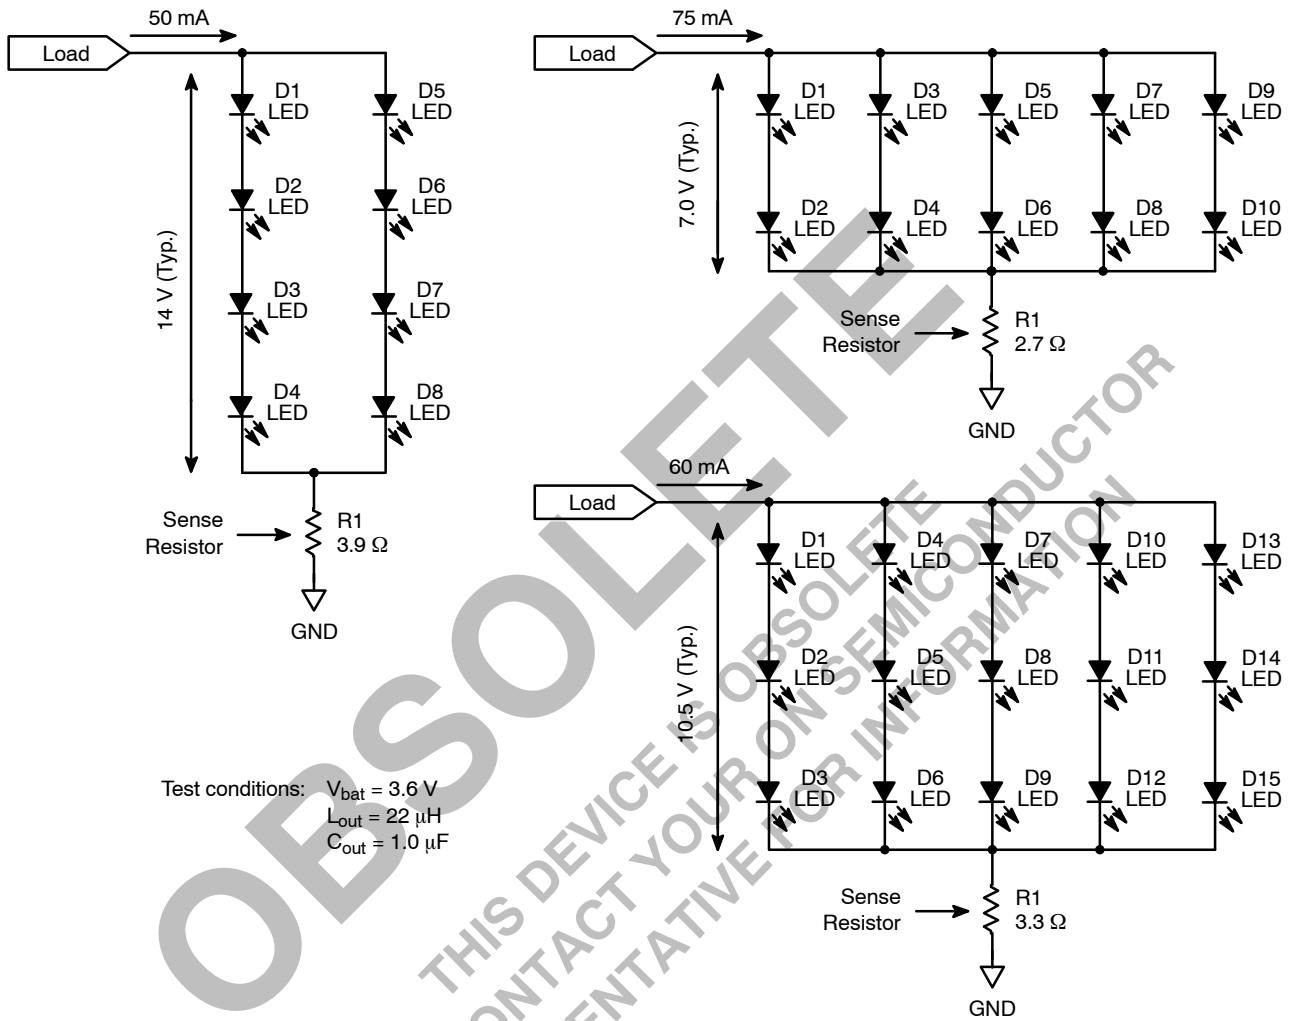 50 mA
Load
D1
LED
D5
LED
D2
LED
D6
LED
14 V (Typ.)
D3
LED
D7
LED
D4
LED
D8
LED
Sense
Resistor
R1
3.9 Ω
GND
75 mA
Load
D1
LED
D3
LED
D5
LED
D7
LED
D9
LED
7.0 V (Typ.)
D2
LED
D4
LED
D6
LED
D8
LED
D10
LED
Sense
Resistor
R1
2.7 Ω
GND
60 mA
Load
D1
LED
D4
LED
D7
LED
D10
LED
D13
LED
10.5 V (Typ.)
D2
LED
D5
LED
D8
LED
D11
LED
D14
LED
D3
LED
D6
LED
D9
LED
D12
LED
D15
LED
Sense
Resistor
R1
3.3 Ω
GND
Test conditions: Vbat = 3.6 V
Lout = 22 μH
Cout = 1.0 μF
OBSOLETE
THIS DEVICE IS OBSOLETE
ONTACT YOUR ON SEMICONDUCTOR
ENTATIVE FOR INFORMATION